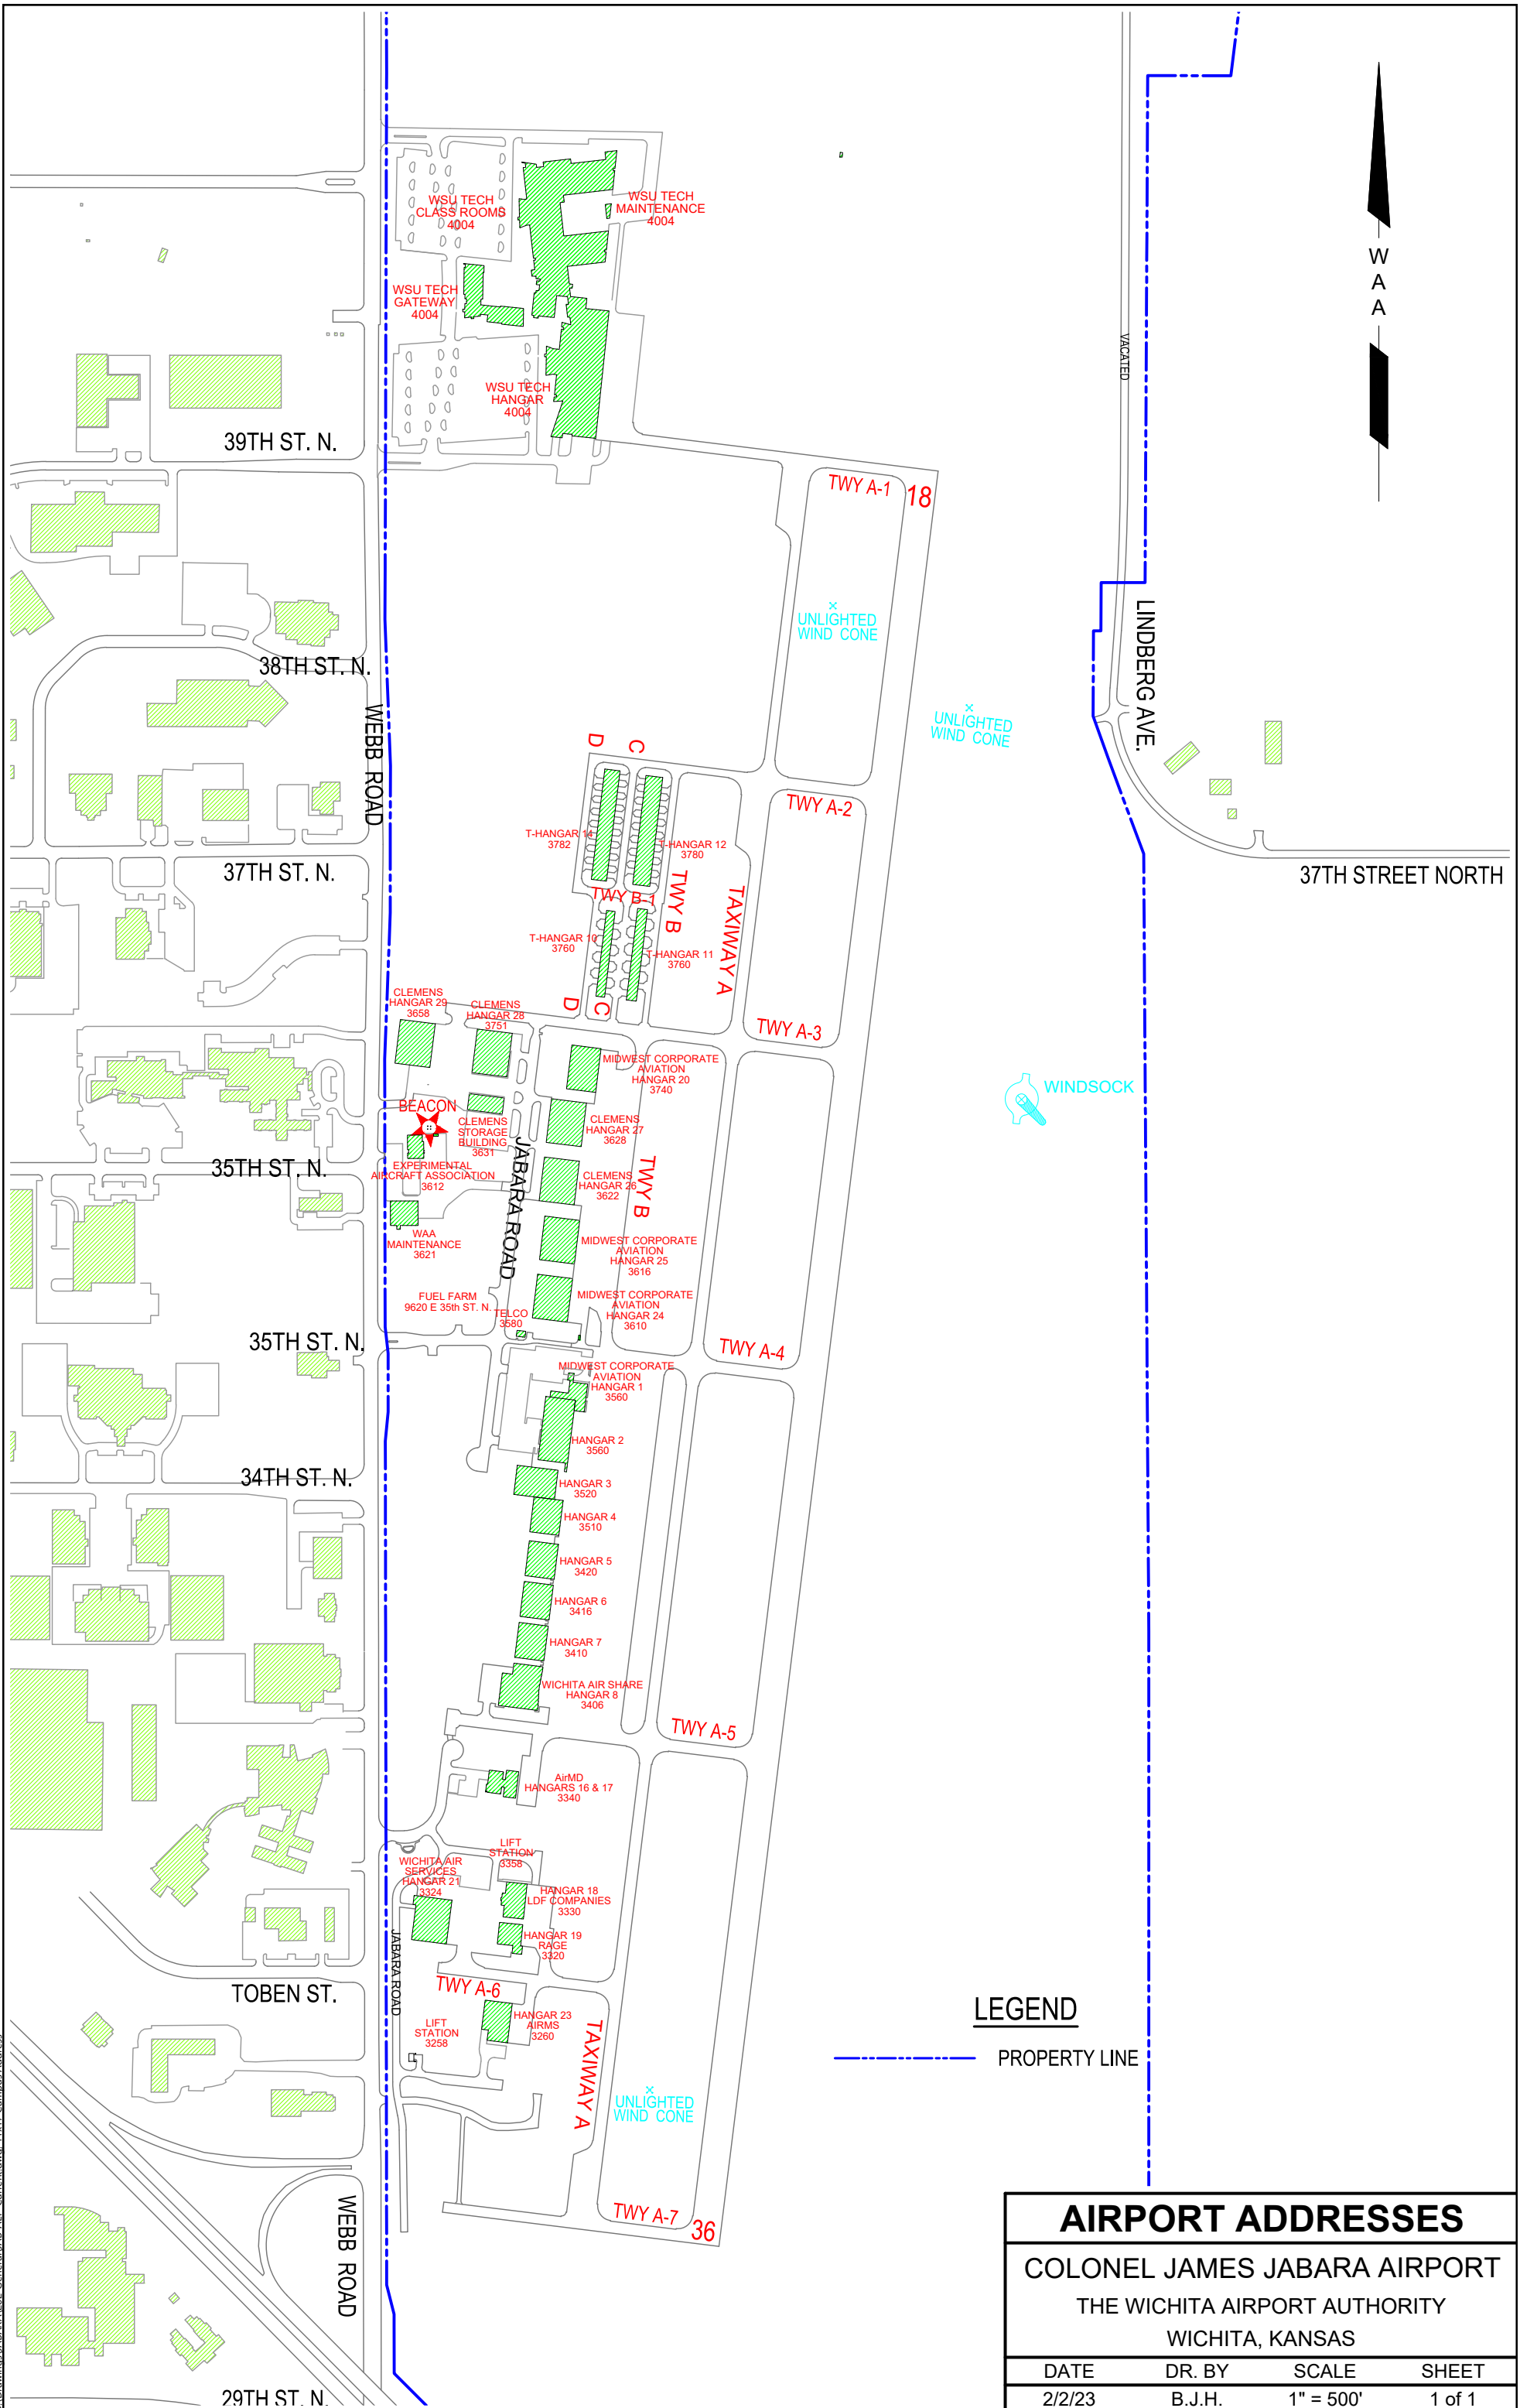 WSU TECH
CLASS ROOMS
4004
WSU TECH
MAINTENANCE
4004
WSU TECH
GATEWAY
4004
WSU TECH
HANGAR
4004
W
A
A
VACATED
39TH ST. N.
TWY A-1
18
UNLIGHTED
WIND CONE
38TH ST. N.
LINDBERG AVE.
WEBB ROAD
UNLIGHTED
WIND CONE
D
C
TWY A-2
T-HANGAR 14
3782
T-HANGAR 12
3780
37TH ST. N.
37TH STREET NORTH
TWY B-1
TWY B
TAXIWAY A
T-HANGAR 10
3760
T-HANGAR 11
3760
D
C
CLEMENS
HANGAR 29
3658
CLEMENS
HANGAR 28
3751
TWY A-3
MIDWEST CORPORATE
AVIATION
HANGAR 20
3740
WINDSOCK
BEACON
CLEMENS
STORAGE
BUILDING
3631
CLEMENS
HANGAR 27
3628
35TH ST. N.
EXPERIMENTAL
AIRCRAFT ASSOCIATION
3612
JABARA ROAD
CLEMENS
HANGAR 26
3622
TWY B
WAA
MAINTENANCE
3621
MIDWEST CORPORATE
AVIATION
HANGAR 25
3616
FUEL FARM
9620 E 35th ST. N.
TELCO
3580
MIDWEST CORPORATE
AVIATION
HANGAR 24
3610
35TH ST. N.
TWY A-4
MIDWEST CORPORATE
AVIATION
HANGAR 1
3560
HANGAR 2
3560
34TH ST. N.
HANGAR 3
3520
HANGAR 4
3510
HANGAR 5
3420
HANGAR 6
3416
HANGAR 7
3410
WICHITA AIR SHARE
HANGAR 8
3406
TWY A-5
AirMD
HANGARS 16 & 17
3340
LIFT
STATION
3358
WICHITA AIR
SERVICES
HANGAR 21
3324
HANGAR 18
LDF COMPANIES
3330
HANGAR 19
RAGE
3320
JABARA ROAD
TWY A-6
TOBEN ST.
HANGAR 23
AIRMS
3260
LIFT
STATION
3258
TAXIWAY A
LEGEND
PROPERTY LINE
UNLIGHTED
WIND CONE
WEBB ROAD
TWY A-7
36
29TH ST. N.
AIRPORT ADDRESSES
COLONEL JAMES JABARA AIRPORT
THE WICHITA AIRPORT AUTHORITY
WICHITA, KANSAS
DATE DR. BY SCALE SHEET
2/2/23 B.J.H. 1" = 500' 1 of 1